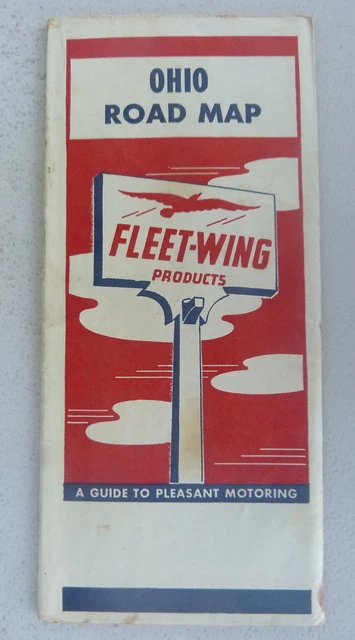 OHIO
ROAD MAP
FLEET-WING
PRODUCTS
A GUIDE TO PLEASANT MOTORING